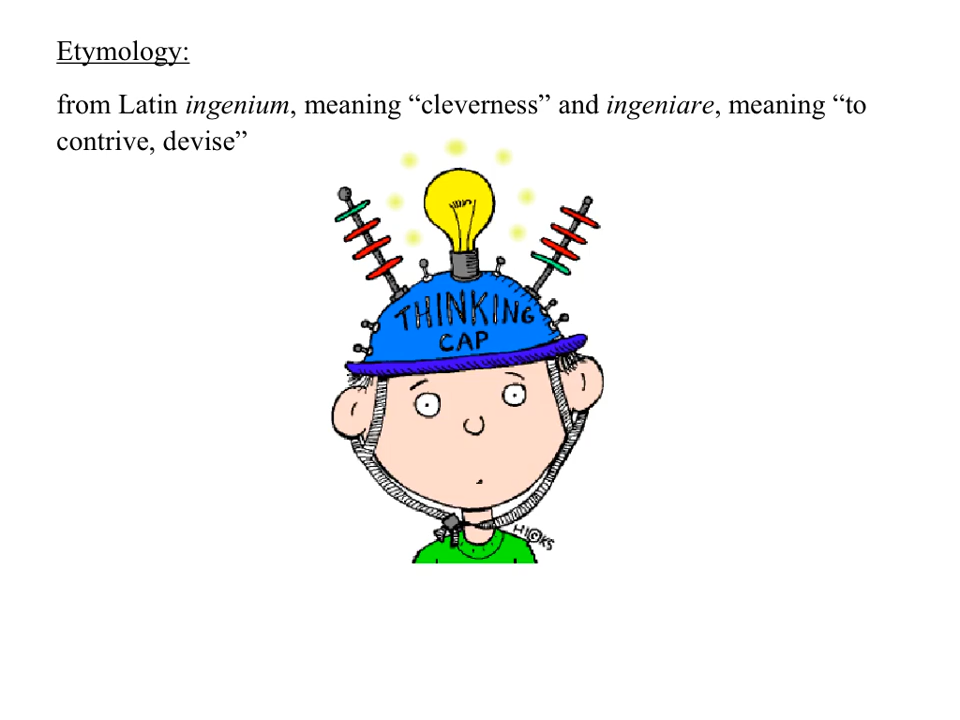 Etymology:
from Latin ingenium, meaning “cleverness” and ingeniare, meaning “to
contrive, devise”
THINKING
CAP
HICKS